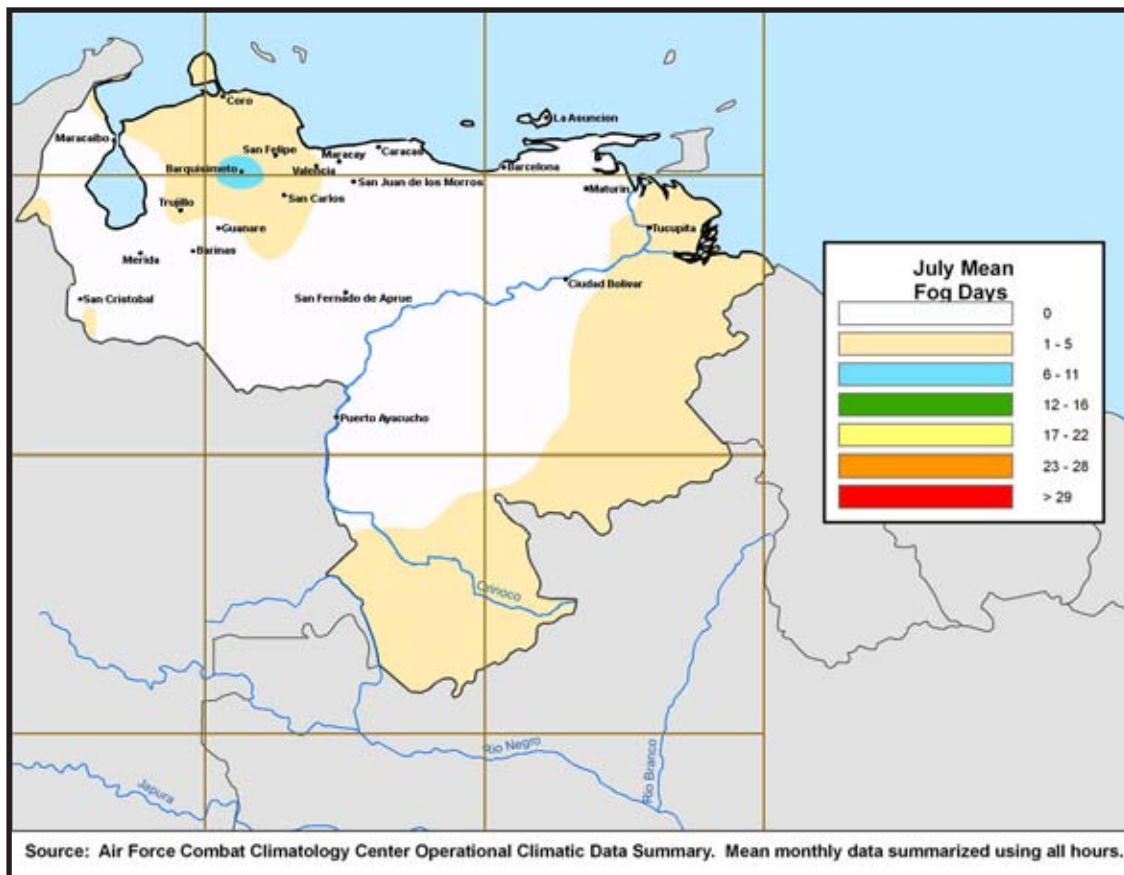 Coro
La Asuncion
Maracaibo
San Felipe
Maracay
Caracas
Barquisimeto
Valencia
Barcelona
San Juan de los Morros
Maturin
Trujillo
San Carlos
Guanare
Tucupita
Merida
Barinas
Ciudad Bolivar
San Cristobal
San Fernado de Aprue
Puerto Ayacucho
Orinoco
Rio Negro
Rio Branco
Japura
July Mean
Fog Days
0
1 - 5
6 - 11
12 - 16
17 - 22
23 - 28
> 29
Source: Air Force Combat Climatology Center Operational Climatic Data Summary. Mean monthly data summarized using all hours.